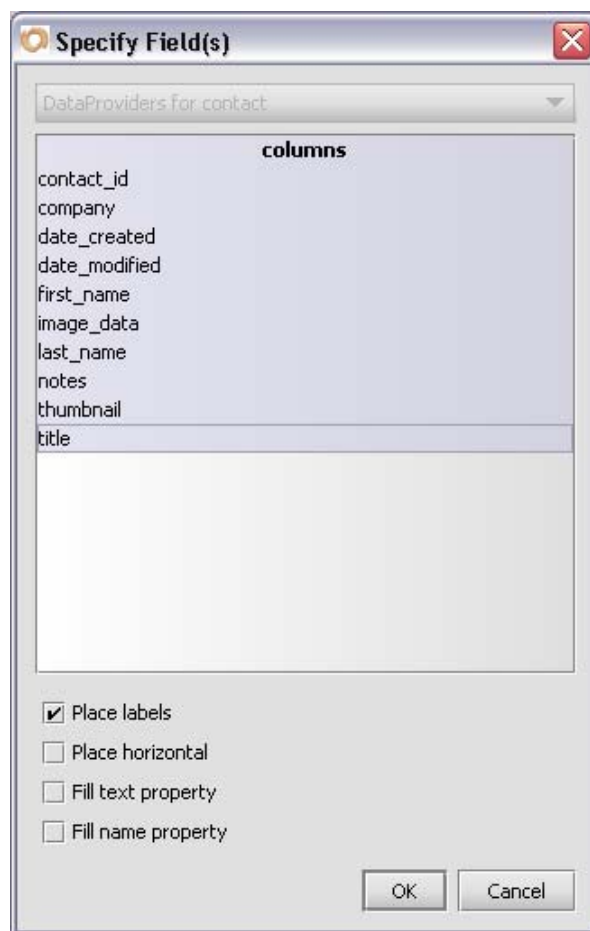 Specify Field(s)
DataProviders for contact
columns
contact_id
company
date_created
date_modified
first_name
image_data
last_name
notes
thumbnail
title
Place labels
Place horizontal
Fill text property
Fill name property
OK Cancel